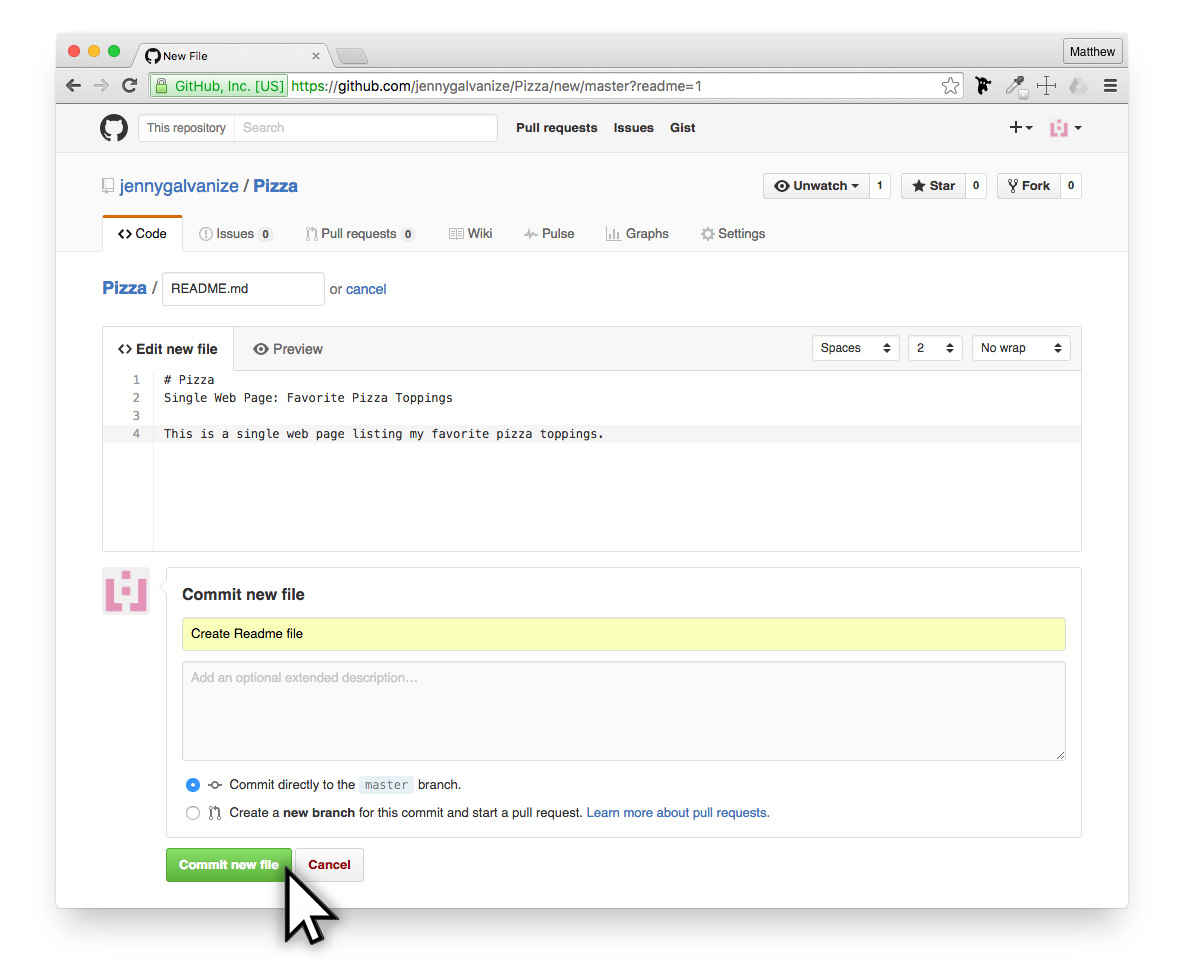 New File
Matthew
GitHub, Inc. [US] https://github.com/jennygalvanize/Pizza/new/master?readme=1
This repository Search Pull requests Issues Gist
jennygalvanize / Pizza Unwatch 1 Star 0 Fork 0
Code Issues 0 Pull requests 0 Wiki Pulse Graphs Settings
Pizza / README.md or cancel
Edit new file Preview Spaces 2 No wrap
1 # Pizza
2 Single Web Page: Favorite Pizza Toppings
3
4 This is a single web page listing my favorite pizza toppings.
Commit new file
Create Readme file
Add an optional extended description…
Commit directly to the master branch.
Create a new branch for this commit and start a pull request. Learn more about pull requests.
Commit new file Cancel